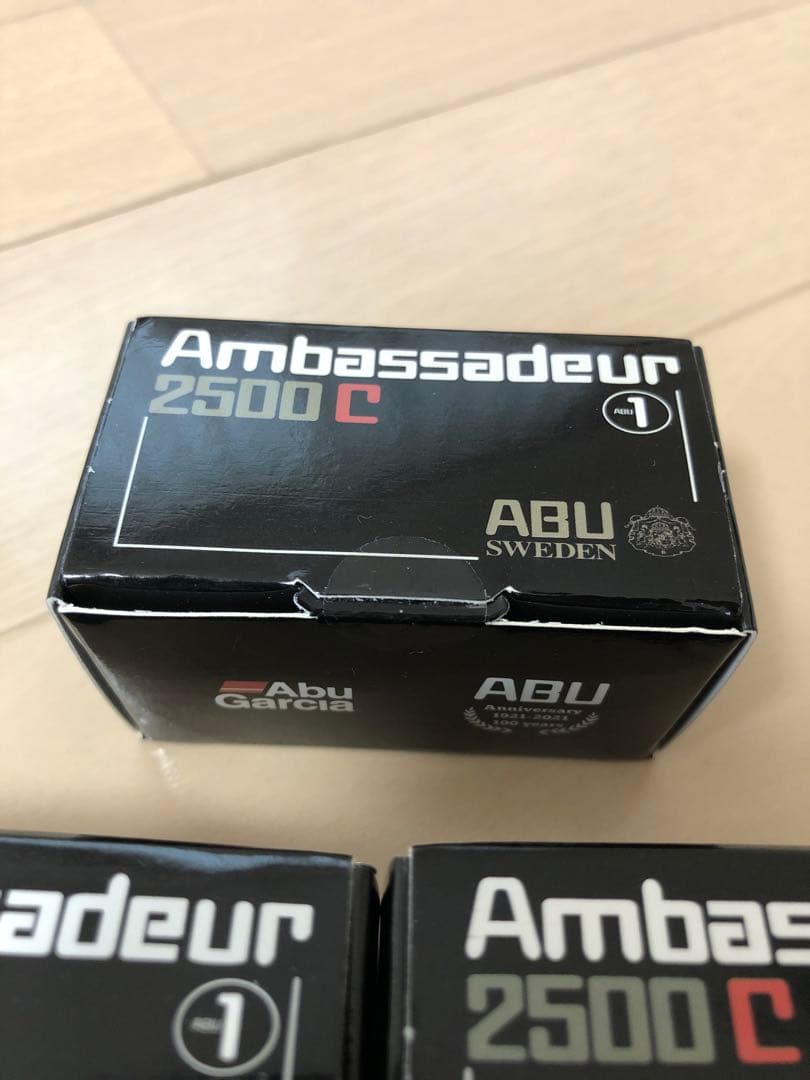 Ambassadeur
2500 C
ABU 1
ABU
SWEDEN
Abu
Garcia
ABU
Anniversary
1921-2021
100 years
adeur
ABU 1
Ambas
2500 C